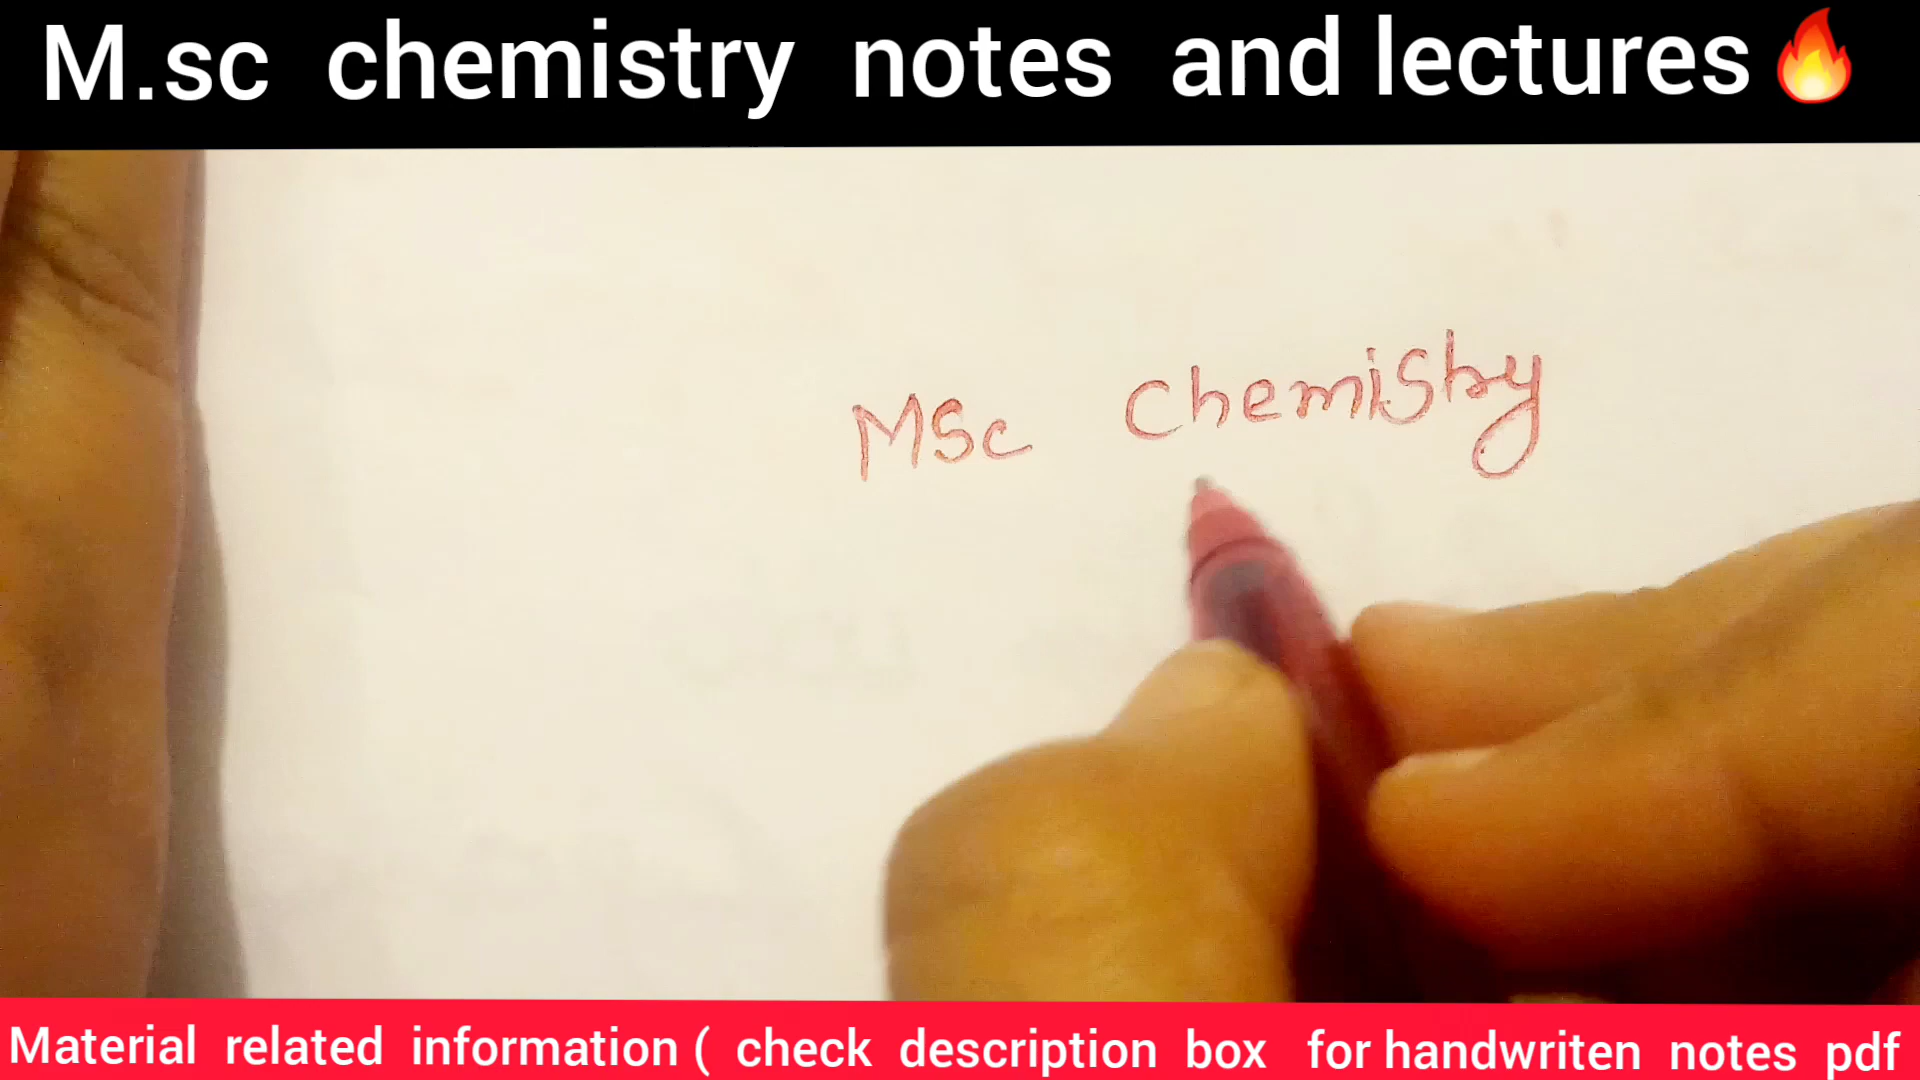 M.sc chemistry notes and lectures🔥
MSc Chemistry
Material related information ( check description box for handwriten notes pdf